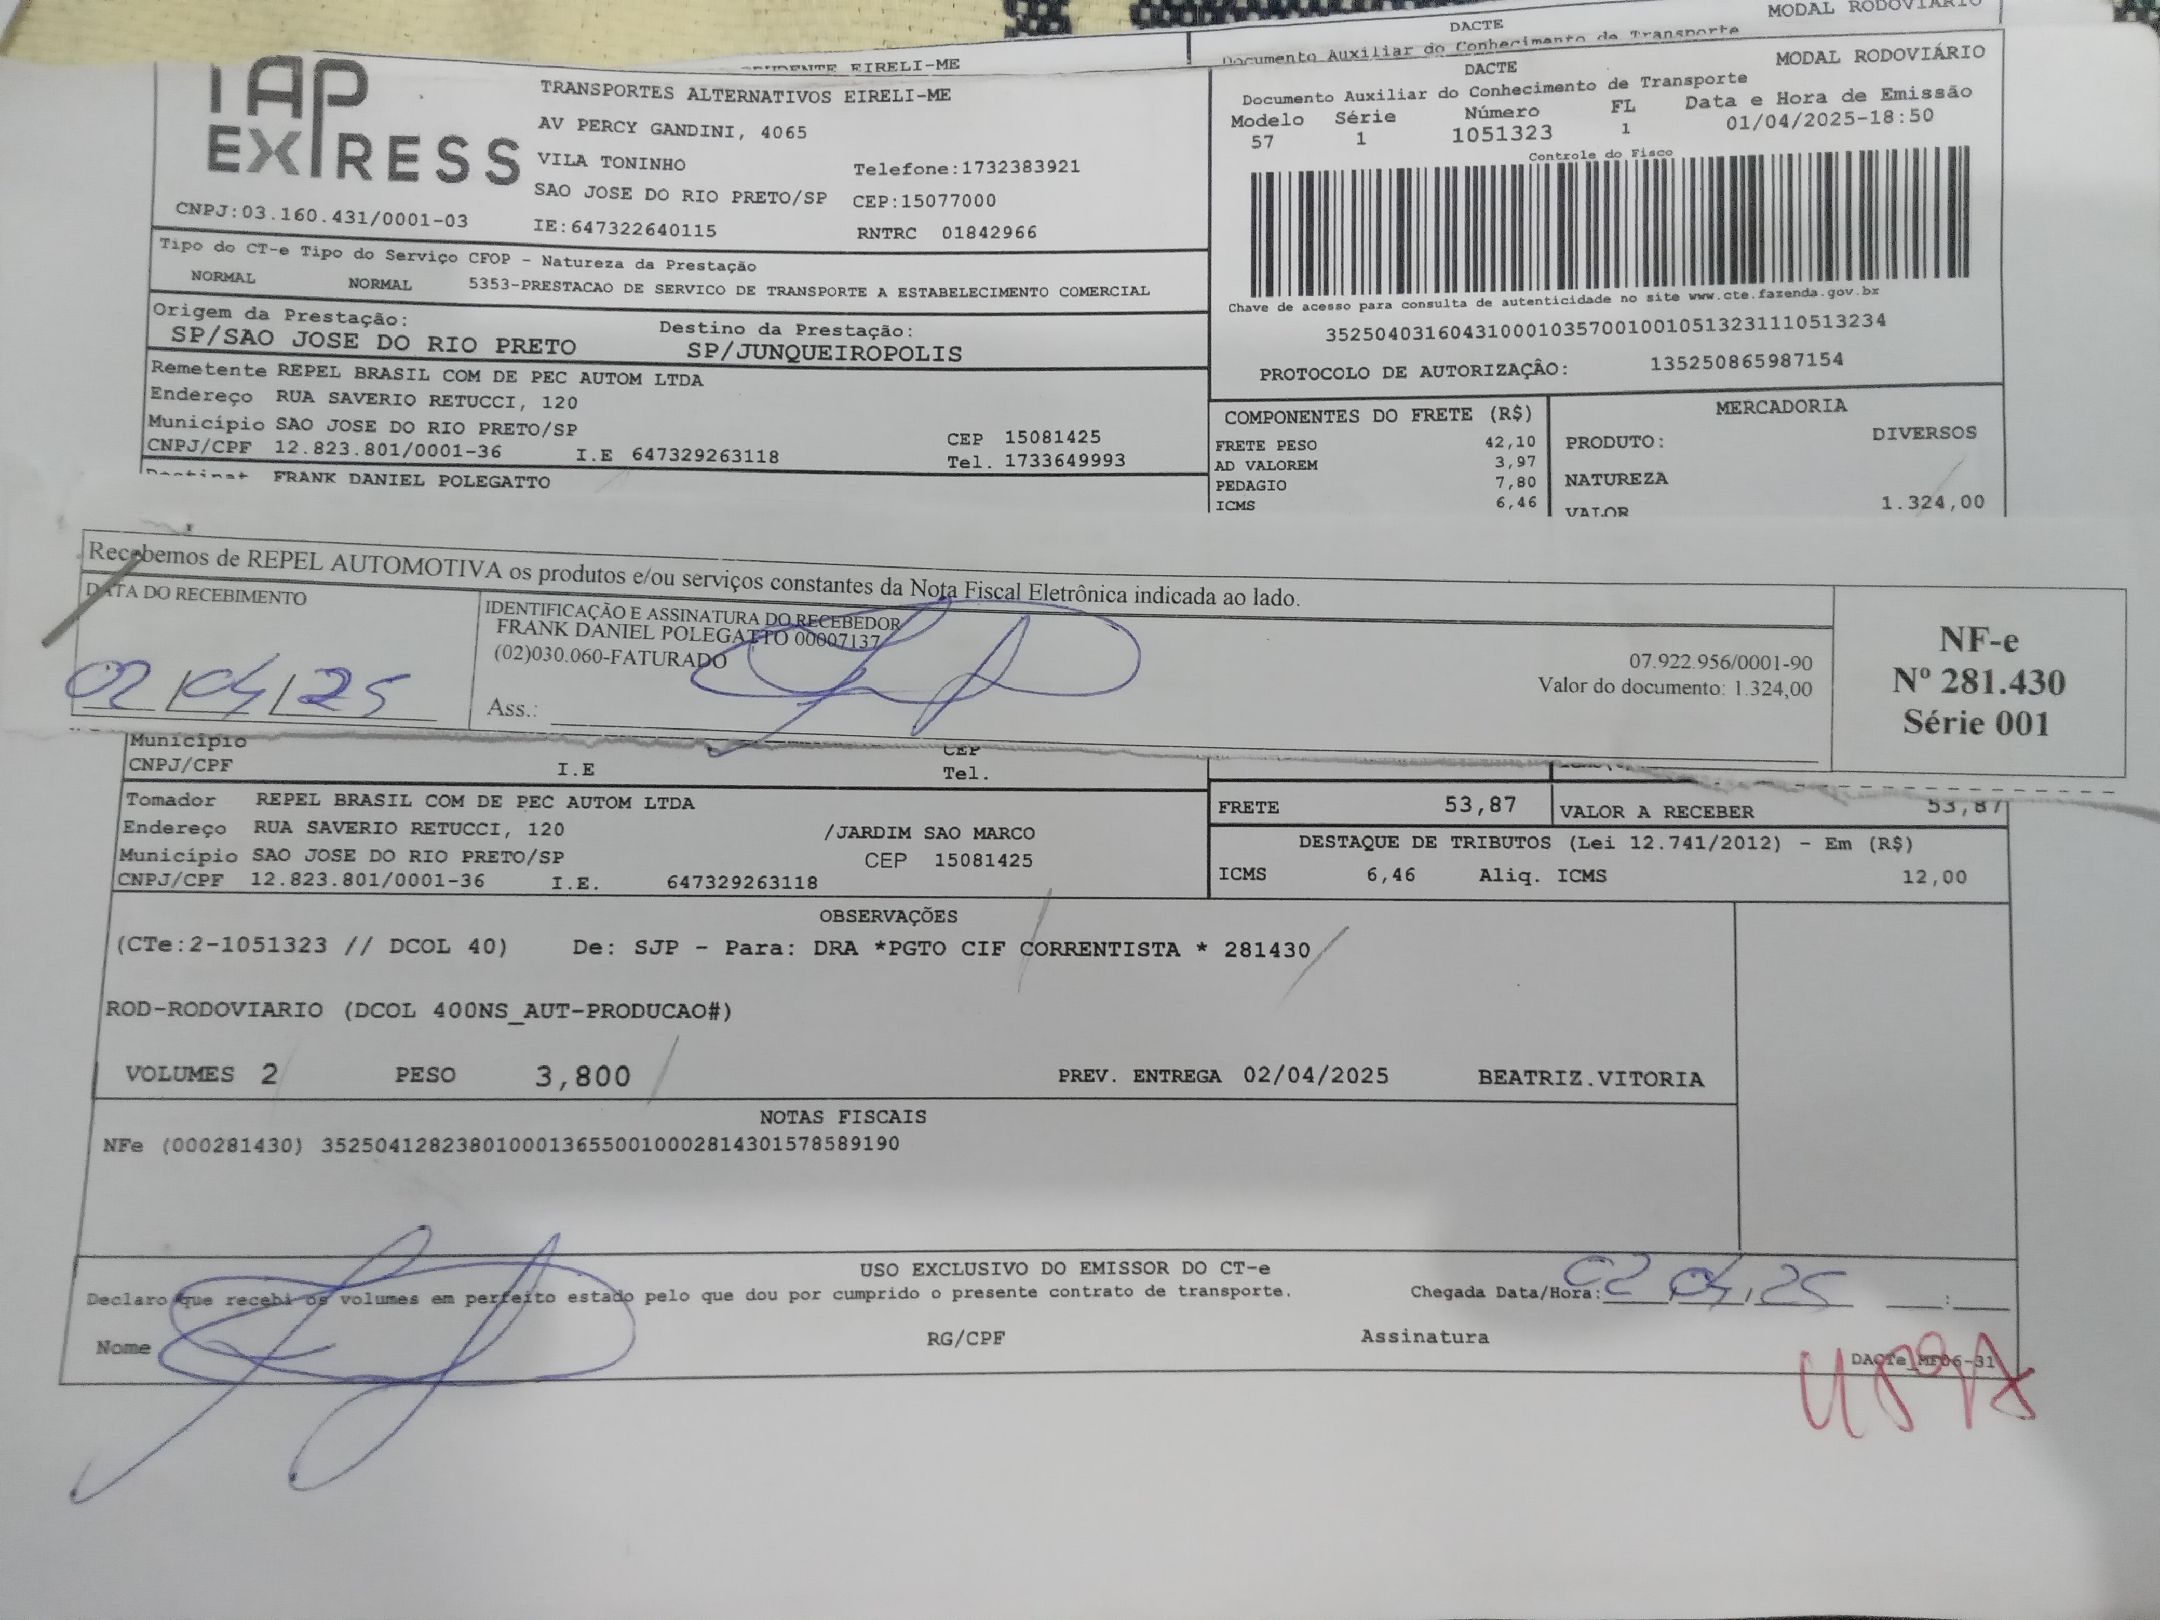 MODAL RODOVIÁRIO
DACTE
Documento Auxiliar do Conhecimento de Transporte
EIRELI-ME
TAP
EXPRESS
CNPJ:03.160.431/0001-03
TRANSPORTES ALTERNATIVOS EIRELI-ME
AV PERCY GANDINI, 4065
VILA TONINHO Telefone:1732383921
SAO JOSE DO RIO PRETO/SP CEP:15077000
IE:647322640115 RNTRC 01842966
MODAL RODOVIÁRIO
DACTE
Documento Auxiliar do Conhecimento de Transporte
Modelo Série Número FL Data e Hora de Emissão
57 1 1051323 1 01/04/2025-18:50
Controle do Fisco
Chave de acesso para consulta de autenticidade no site www.cte.fazenda.gov.br
35250403160431000103570010010513231110513234
PROTOCOLO DE AUTORIZAÇÂO: 135250865987154
Tipo do CT-e Tipo do Serviço CFOP - Natureza da Prestação
NORMAL NORMAL 5353-PRESTACAO DE SERVICO DE TRANSPORTE A ESTABELECIMENTO COMERCIAL
Origem da Prestação: Destino da Prestação:
SP/SAO JOSE DO RIO PRETO SP/JUNQUEIROPOLIS
Remetente REPEL BRASIL COM DE PEC AUTOM LTDA
Endereço RUA SAVERIO RETUCCI, 120
Município SAO JOSE DO RIO PRETO/SP CEP 15081425
CNPJ/CPF 12.823.801/0001-36 I.E 647329263118 Tel. 1733649993
Destinat FRANK DANIEL POLEGATTO
COMPONENTES DO FRETE (R$)
FRETE PESO 42,10
AD VALOREM 3,97
PEDAGIO 7,80
ICMS 6,46
MERCADORIA
PRODUTO: DIVERSOS
NATUREZA
VALOR 1.324,00
Recebemos de REPEL AUTOMOTIVA os produtos e/ou serviços constantes da Nota Fiscal Eletrônica indicada ao lado.
DATA DO RECEBIMENTO
02/04/25
IDENTIFICAÇÃO E ASSINATURA DO RECEBEDOR
FRANK DANIEL POLEGATTO 00007137
(02)030.060-FATURADO
Ass.:
07.922.956/0001-90
Valor do documento: 1.324,00
NF-e
Nº 281.430
Série 001
Município CEP
CNPJ/CPF I.E Tel.
Tomador REPEL BRASIL COM DE PEC AUTOM LTDA
Endereço RUA SAVERIO RETUCCI, 120 /JARDIM SAO MARCO
Município SAO JOSE DO RIO PRETO/SP CEP 15081425
CNPJ/CPF 12.823.801/0001-36 I.E. 647329263118
FRETE 53,87 VALOR A RECEBER 53,87
DESTAQUE DE TRIBUTOS (Lei 12.741/2012) - Em (R$)
ICMS 6,46 Aliq. ICMS 12,00
OBSERVAÇÕES
(CTe:2-1051323 // DCOL 40) De: SJP - Para: DRA *PGTO CIF CORRENTISTA * 281430
ROD-RODOVIARIO (DCOL 400NS_AUT-PRODUCAO#)
VOLUMES 2 PESO 3,800 PREV. ENTREGA 02/04/2025 BEATRIZ.VITORIA
NOTAS FISCAIS
NFe (000281430) 35250412823801000136550010002814301578589190
USO EXCLUSIVO DO EMISSOR DO CT-e
Declaro que recebi os volumes em perfeito estado pelo que dou por cumprido o presente contrato de transporte. Chegada Data/Hora: 02/04/25 :
Nome RG/CPF Assinatura
DACTe_MF06-31